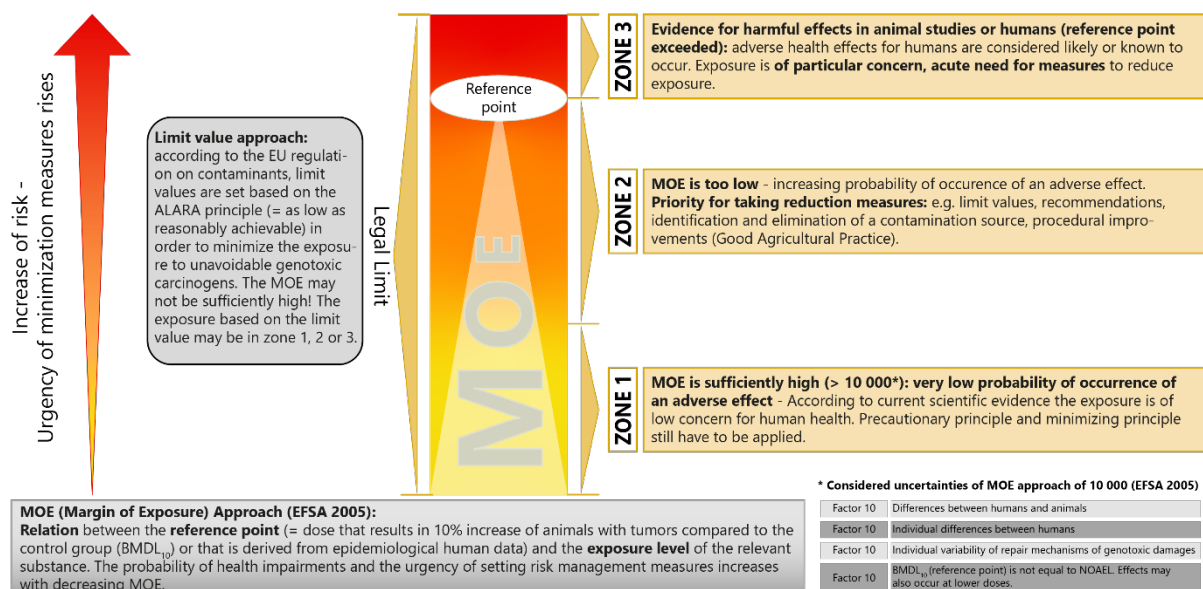 Increase of risk -
Urgency of minimization measures rises
Limit value approach:
according to the EU regulati-
on on contaminants, limit
values are set based on the
ALARA principle (= as low as
reasonably achievable) in
order to minimize the exposu-
re to unavoidable genotoxic
carcinogens. The MOE may
not be sufficiently high! The
exposure based on the limit
value may be in zone 1, 2 or 3.
Legal Limit
Reference
point
MOE
ZONE 3
Evidence for harmful effects in animal studies or humans (reference point
exceeded): adverse health effects for humans are considered likely or known to
occur. Exposure is of particular concern, acute need for measures to reduce
exposure.
ZONE 2
MOE is too low - increasing probability of occurence of an adverse effect.
Priority for taking reduction measures: e.g. limit values, recommendations,
identification and elimination of a contamination source, procedural impro-
vements (Good Agricultural Practice).
ZONE 1
MOE is sufficiently high (> 10 000*): very low probability of occurrence of
an adverse effect - According to current scientific evidence the exposure is of
low concern for human health. Precautionary principle and minimizing principle
still have to be applied.
MOE (Margin of Exposure) Approach (EFSA 2005):
Relation between the reference point (= dose that results in 10% increase of animals with tumors compared to the
control group (BMDL10) or that is derived from epidemiological human data) and the exposure level of the relevant
substance. The probability of health impairments and the urgency of setting risk management measures increases
with decreasing MOE.
* Considered uncertainties of MOE approach of 10 000 (EFSA 2005)
Factor 10 Differences between humans and animals
Factor 10 Individual differences between humans
Factor 10 Individual variability of repair mechanisms of genotoxic damages
Factor 10 BMDL10 (reference point) is not equal to NOAEL. Effects may
also occur at lower doses.